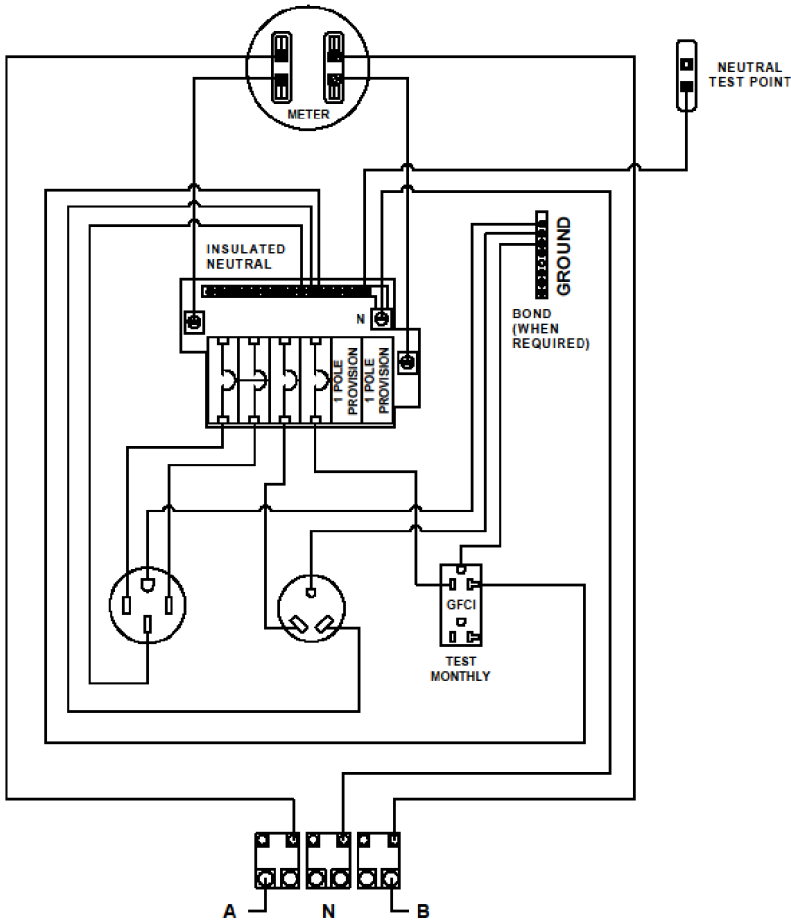 METER
NEUTRAL
TEST POINT
INSULATED
NEUTRAL
GROUND
N
BOND
(WHEN
REQUIRED)
1 POLE
PROVISION
1 POLE
PROVISION
GFCI
TEST
MONTHLY
A
N
B